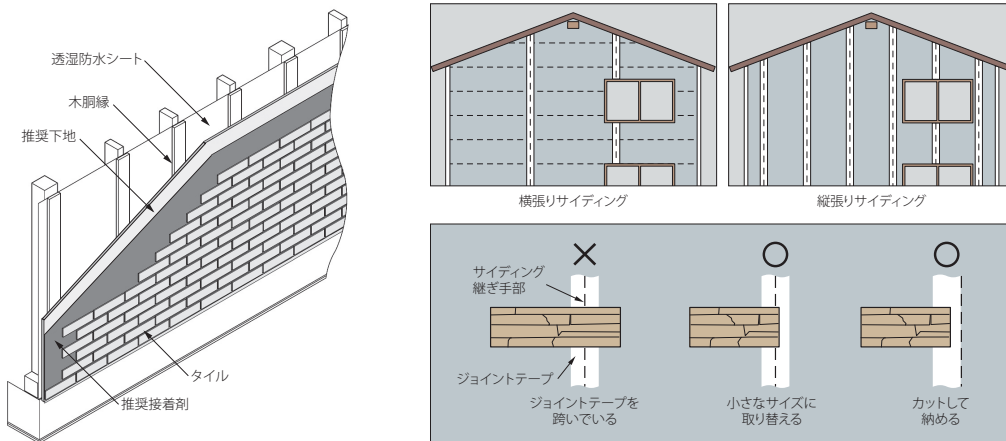 透湿防水シート
木胴縁
推奨下地
タイル
推奨接着剤
横張りサイディング
縦張りサイディング
サイディング
継ぎ手部
ジョイントテープ
ジョイントテープを
跨いでいる
小さなサイズに
取り替える
カットして
納める